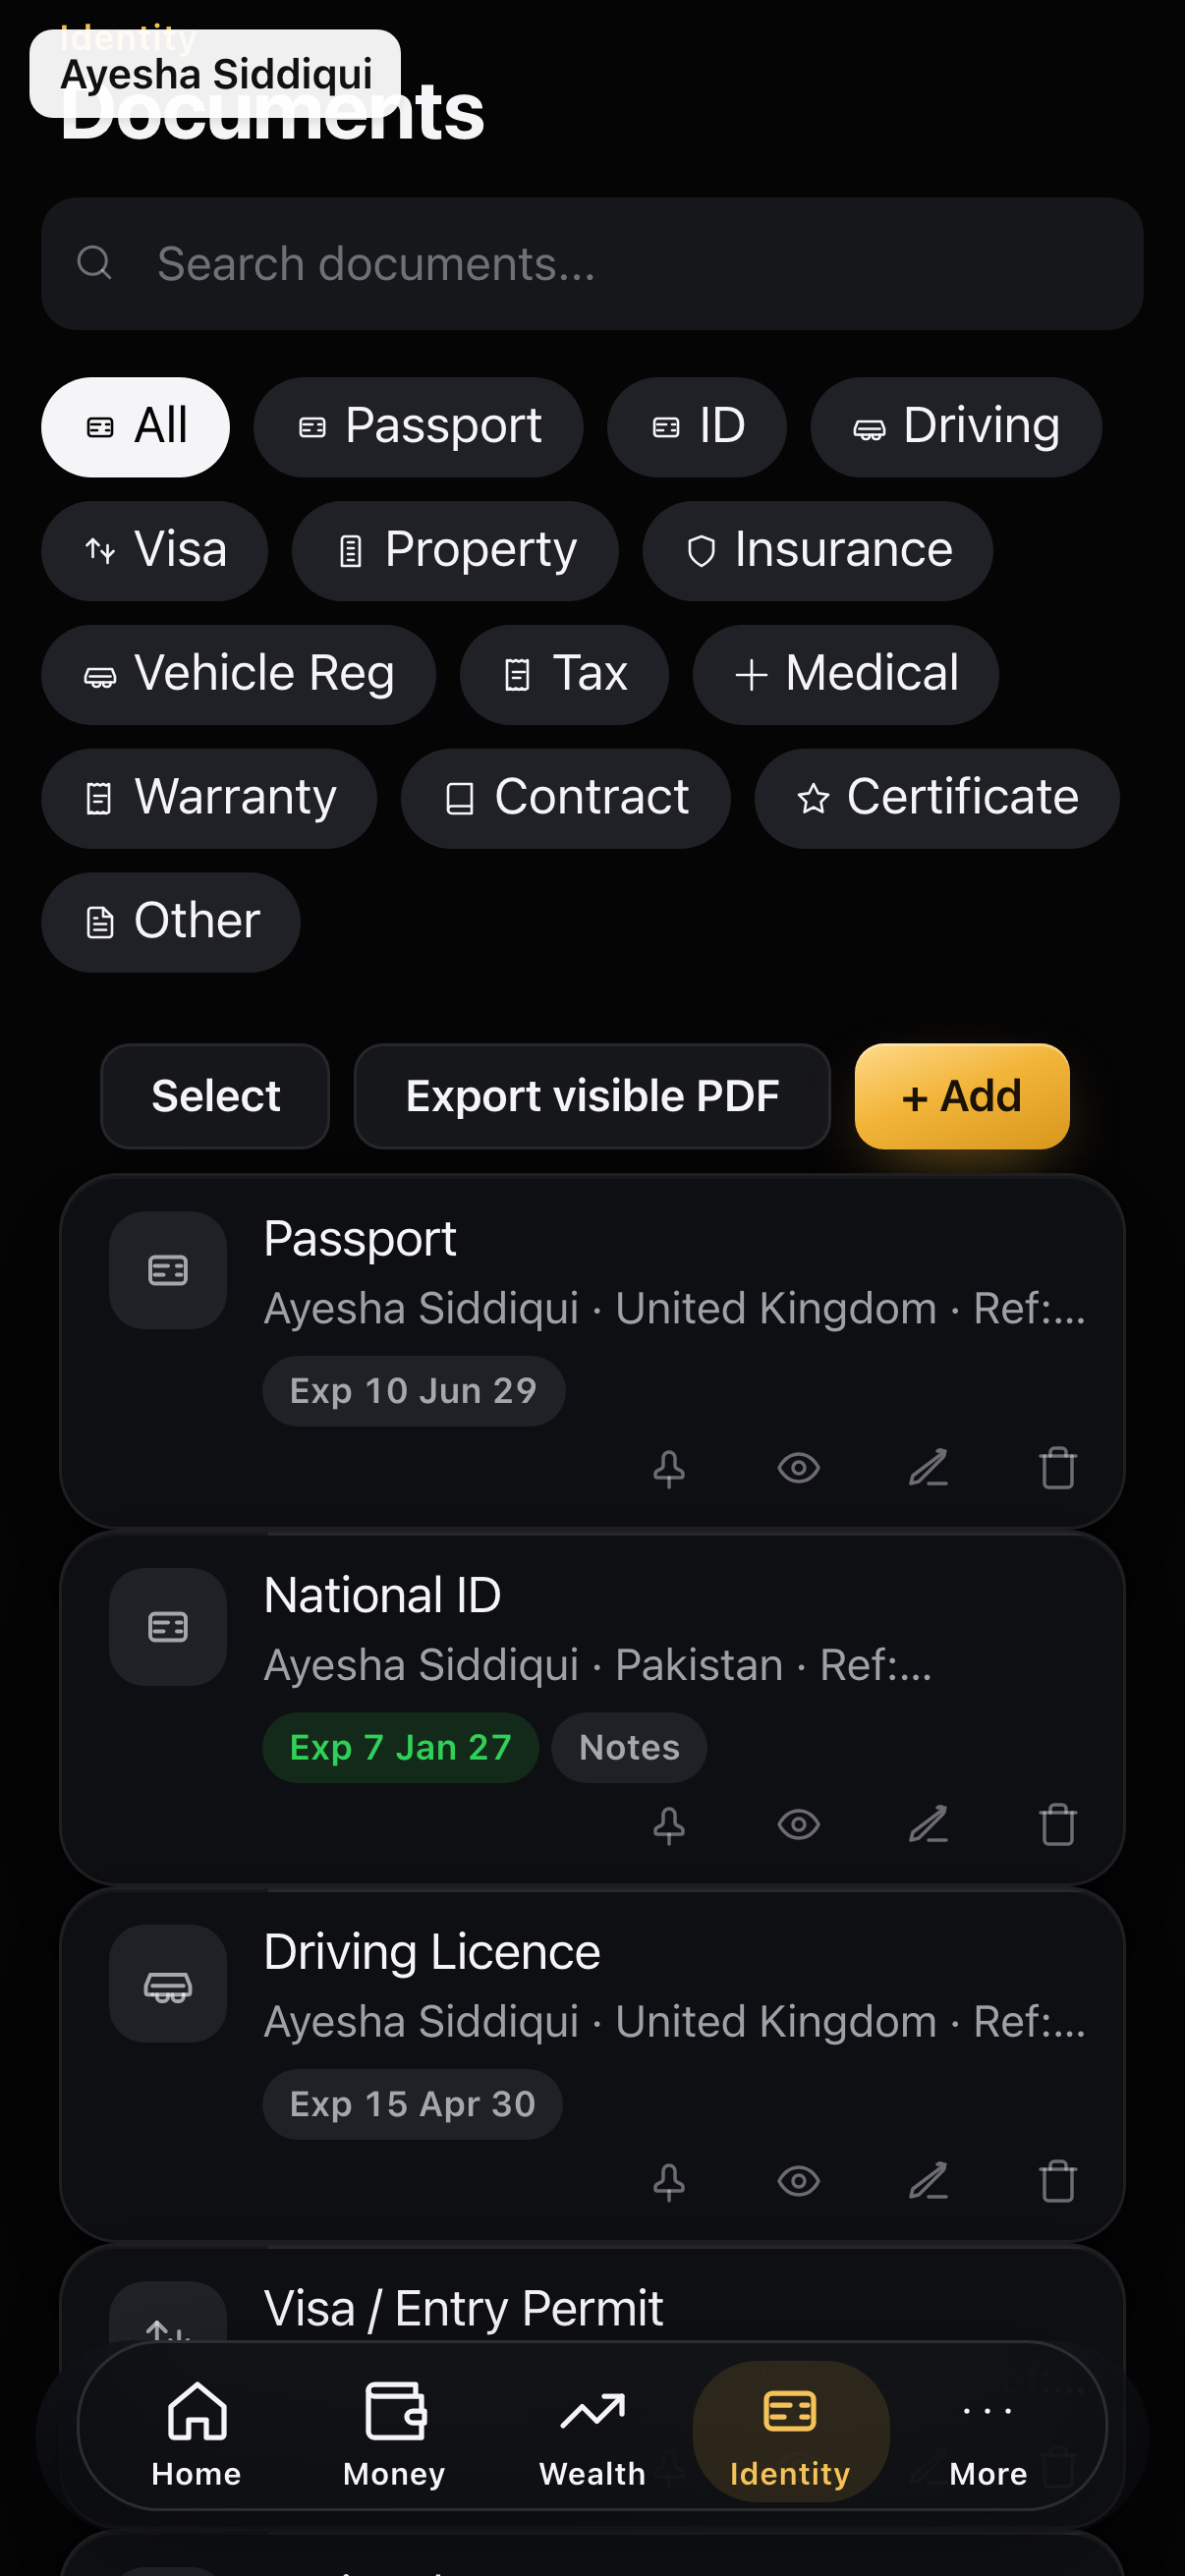 Identity
Ayesha Siddiqui
Documents
Search documents...
All Passport ID Driving
Visa Property Insurance
Vehicle Reg Tax Medical
Warranty Contract Certificate
Other
Select Export visible PDF + Add
Passport
Ayesha Siddiqui · United Kingdom · Ref:...
Exp 10 Jun 29
National ID
Ayesha Siddiqui · Pakistan · Ref:...
Exp 7 Jan 27 Notes
Driving Licence
Ayesha Siddiqui · United Kingdom · Ref:...
Exp 15 Apr 30
Visa / Entry Permit
Home Money Wealth Identity More